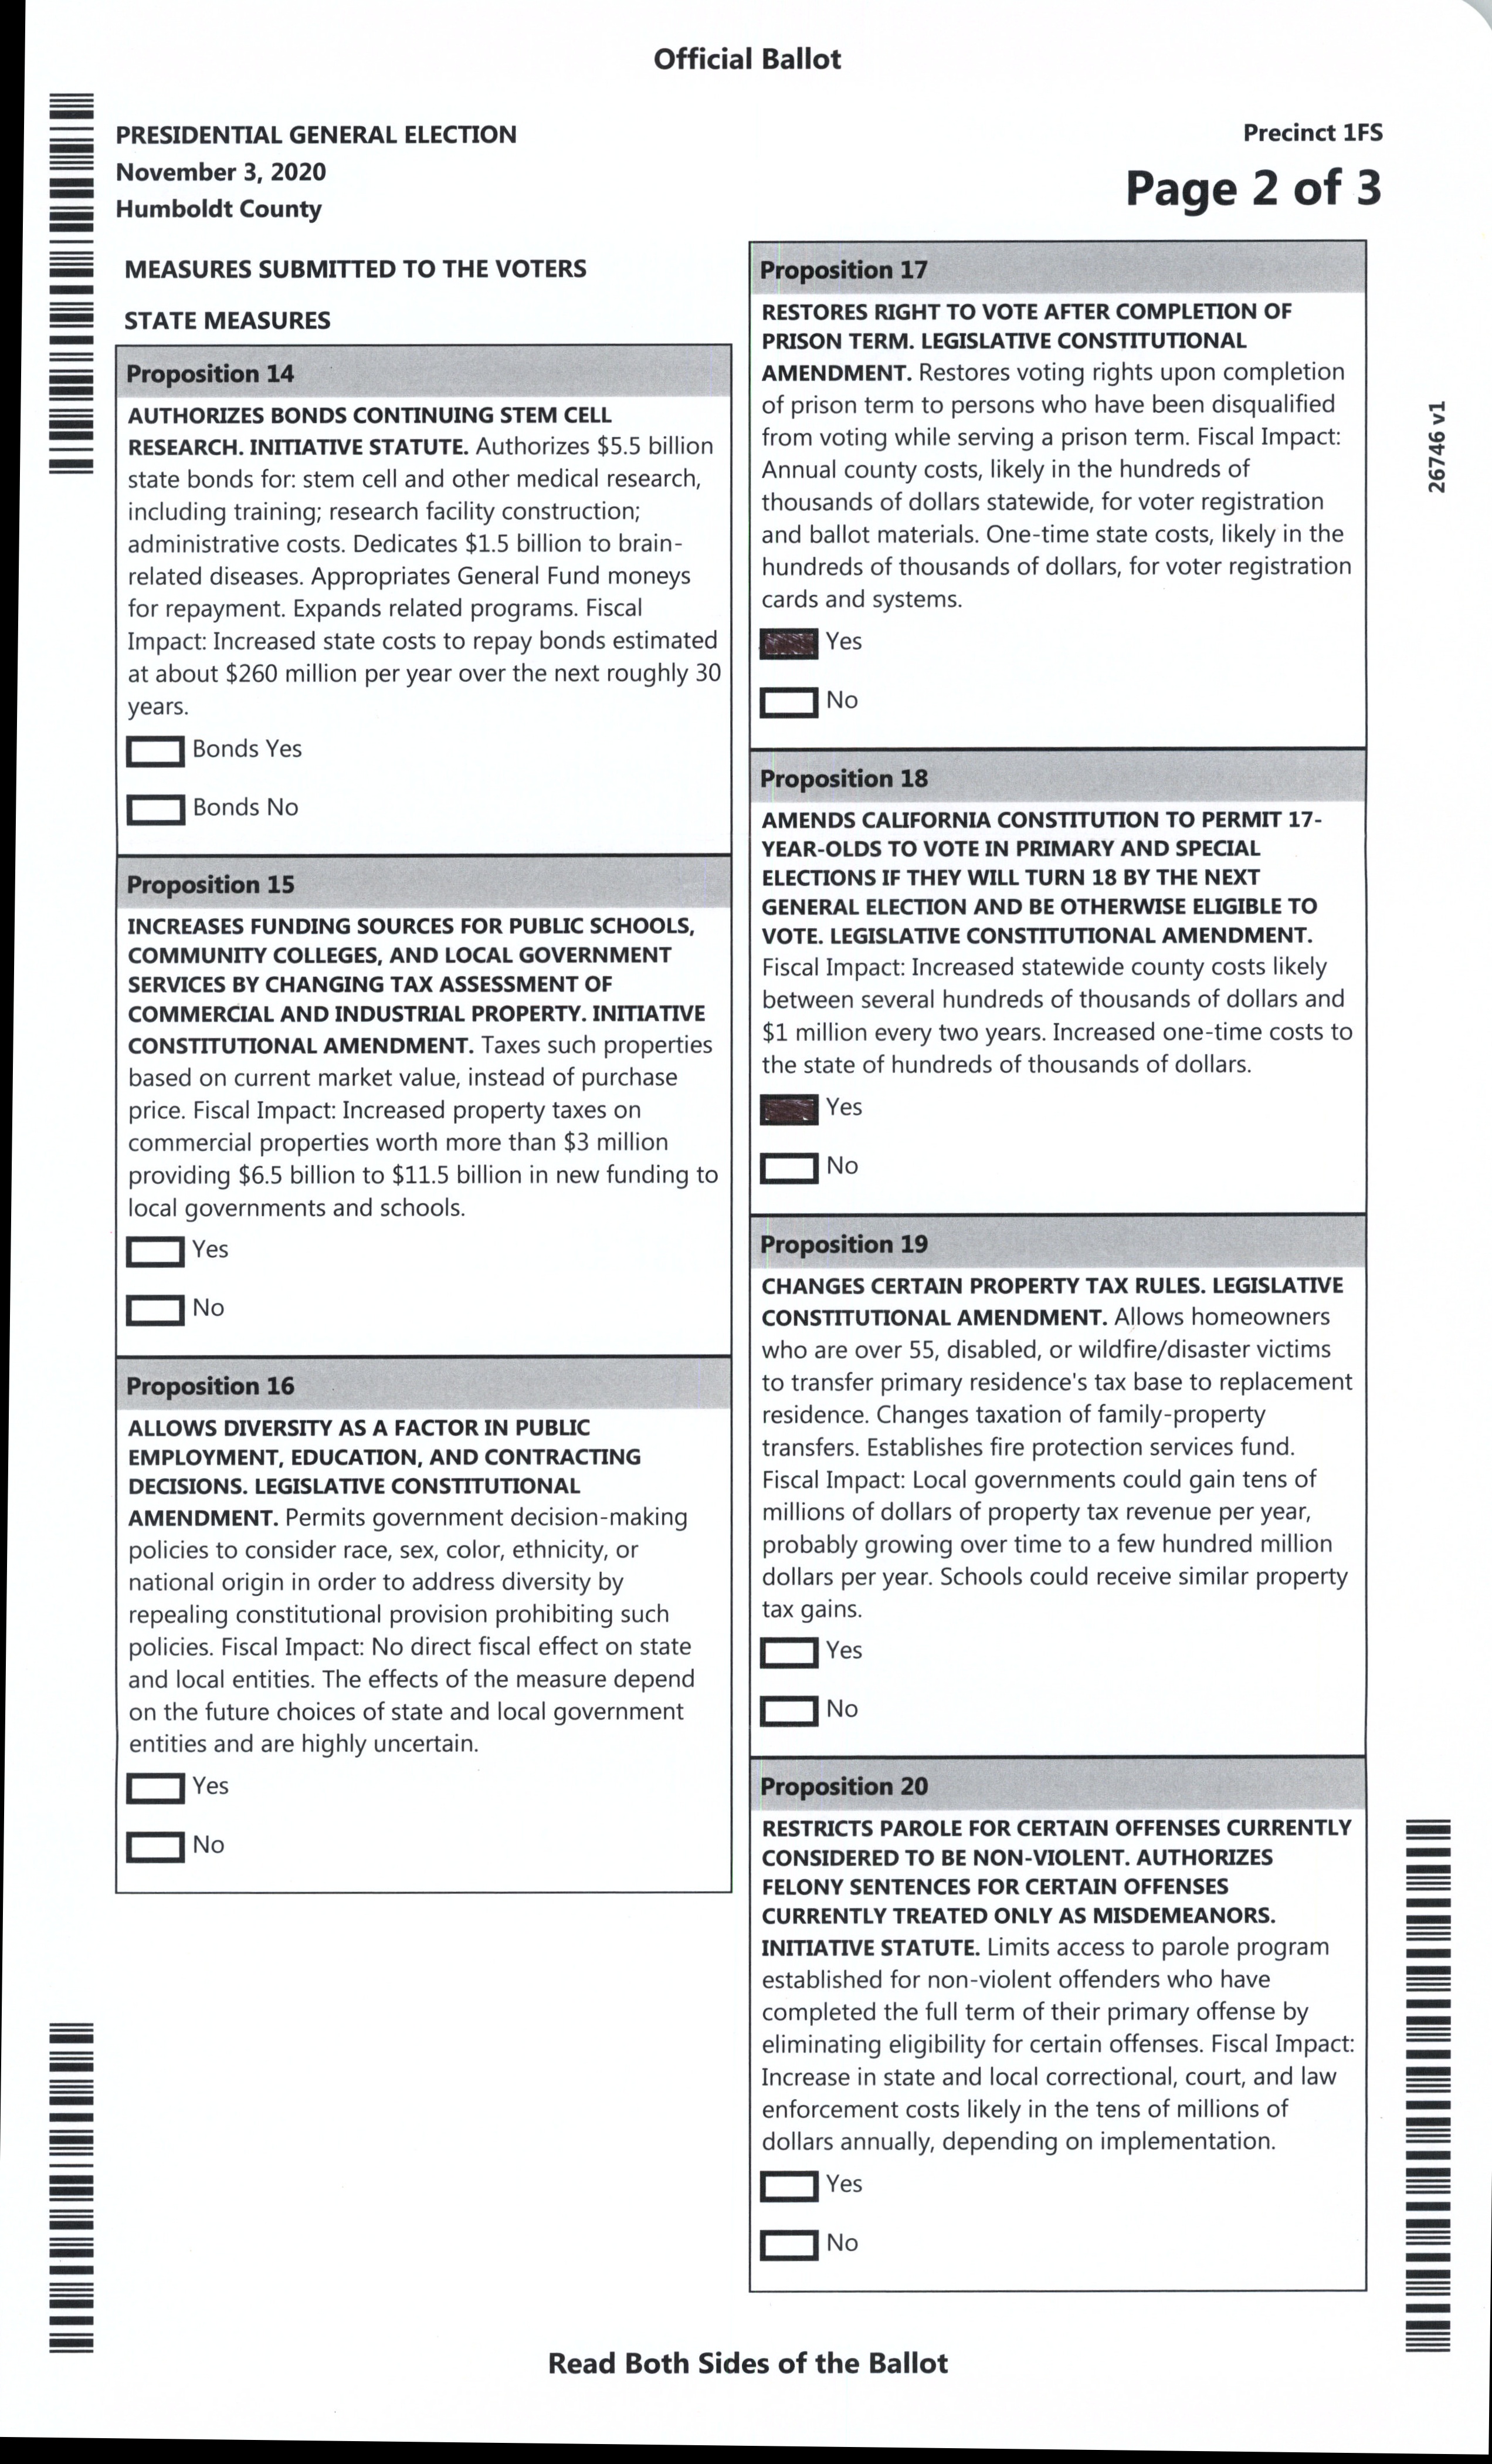 Official Ballot
PRESIDENTIAL GENERAL ELECTION
November 3, 2020
Humboldt County
Precinct 1FS
Page 2 of 3
MEASURES SUBMITTED TO THE VOTERS
STATE MEASURES
Proposition 14
AUTHORIZES BONDS CONTINUING STEM CELL
RESEARCH. INITIATIVE STATUTE. Authorizes $5.5 billion
state bonds for: stem cell and other medical research,
including training; research facility construction;
administrative costs. Dedicates $1.5 billion to brain-
related diseases. Appropriates General Fund moneys
for repayment. Expands related programs. Fiscal
Impact: Increased state costs to repay bonds estimated
at about $260 million per year over the next roughly 30
years.
Bonds Yes
Bonds No
Proposition 15
INCREASES FUNDING SOURCES FOR PUBLIC SCHOOLS,
COMMUNITY COLLEGES, AND LOCAL GOVERNMENT
SERVICES BY CHANGING TAX ASSESSMENT OF
COMMERCIAL AND INDUSTRIAL PROPERTY. INITIATIVE
CONSTITUTIONAL AMENDMENT. Taxes such properties
based on current market value, instead of purchase
price. Fiscal Impact: Increased property taxes on
commercial properties worth more than $3 million
providing $6.5 billion to $11.5 billion in new funding to
local governments and schools.
Yes
No
Proposition 16
ALLOWS DIVERSITY AS A FACTOR IN PUBLIC
EMPLOYMENT, EDUCATION, AND CONTRACTING
DECISIONS. LEGISLATIVE CONSTITUTIONAL
AMENDMENT. Permits government decision-making
policies to consider race, sex, color, ethnicity, or
national origin in order to address diversity by
repealing constitutional provision prohibiting such
policies. Fiscal Impact: No direct fiscal effect on state
and local entities. The effects of the measure depend
on the future choices of state and local government
entities and are highly uncertain.
Yes
No
Proposition 17
RESTORES RIGHT TO VOTE AFTER COMPLETION OF
PRISON TERM. LEGISLATIVE CONSTITUTIONAL
AMENDMENT. Restores voting rights upon completion
of prison term to persons who have been disqualified
from voting while serving a prison term. Fiscal Impact:
Annual county costs, likely in the hundreds of
thousands of dollars statewide, for voter registration
and ballot materials. One-time state costs, likely in the
hundreds of thousands of dollars, for voter registration
cards and systems.
Yes
No
Proposition 18
AMENDS CALIFORNIA CONSTITUTION TO PERMIT 17-
YEAR-OLDS TO VOTE IN PRIMARY AND SPECIAL
ELECTIONS IF THEY WILL TURN 18 BY THE NEXT
GENERAL ELECTION AND BE OTHERWISE ELIGIBLE TO
VOTE. LEGISLATIVE CONSTITUTIONAL AMENDMENT.
Fiscal Impact: Increased statewide county costs likely
between several hundreds of thousands of dollars and
$1 million every two years. Increased one-time costs to
the state of hundreds of thousands of dollars.
Yes
No
Proposition 19
CHANGES CERTAIN PROPERTY TAX RULES. LEGISLATIVE
CONSTITUTIONAL AMENDMENT. Allows homeowners
who are over 55, disabled, or wildfire/disaster victims
to transfer primary residence's tax base to replacement
residence. Changes taxation of family-property
transfers. Establishes fire protection services fund.
Fiscal Impact: Local governments could gain tens of
millions of dollars of property tax revenue per year,
probably growing over time to a few hundred million
dollars per year. Schools could receive similar property
tax gains.
Yes
No
Proposition 20
RESTRICTS PAROLE FOR CERTAIN OFFENSES CURRENTLY
CONSIDERED TO BE NON-VIOLENT. AUTHORIZES
FELONY SENTENCES FOR CERTAIN OFFENSES
CURRENTLY TREATED ONLY AS MISDEMEANORS.
INITIATIVE STATUTE. Limits access to parole program
established for non-violent offenders who have
completed the full term of their primary offense by
eliminating eligibility for certain offenses. Fiscal Impact:
Increase in state and local correctional, court, and law
enforcement costs likely in the tens of millions of
dollars annually, depending on implementation.
Yes
No
26746 v1
Read Both Sides of the Ballot